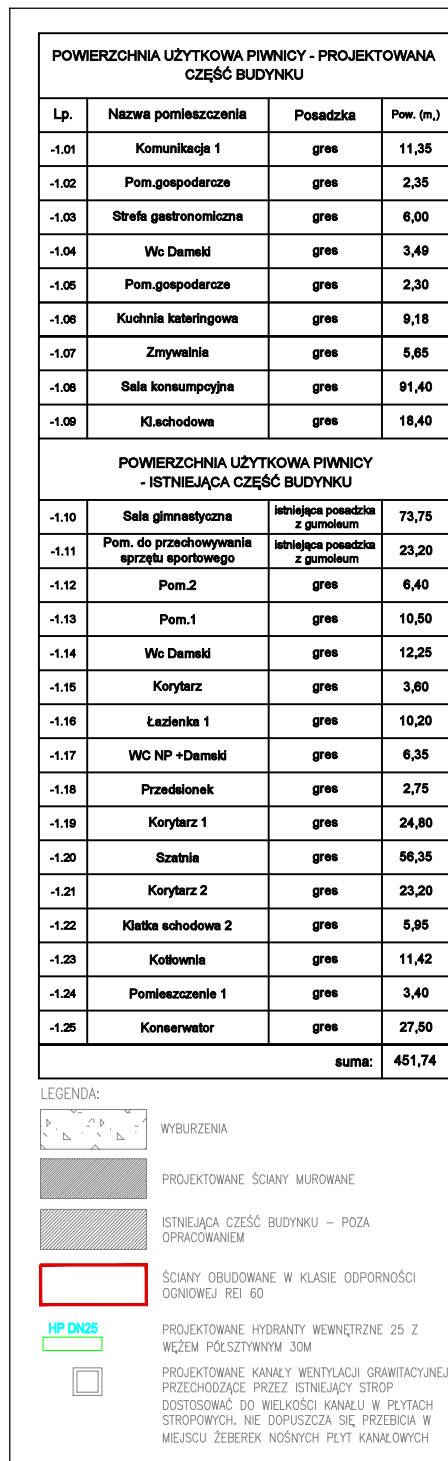 POWIERZCHNIA UŻYTKOWA PIWNICY - PROJEKTOWANA
CZĘŚĆ BUDYNKU
Lp. Nazwa pomieszczenia Posadzka Pow. (m,)
-1.01 Komunikacja 1 gres 11,35
-1.02 Pom.gospodarcze gres 2,35
-1.03 Strefa gastronomiczna gres 6,00
-1.04 Wc Damski gres 3,49
-1.05 Pom.gospodarcze gres 2,30
-1.06 Kuchnia kateringowa gres 9,18
-1.07 Zmywalnia gres 5,65
-1.08 Sala konsumpcyjna gres 91,40
-1.09 Kl.schodowa gres 18,40
POWIERZCHNIA UŻYTKOWA PIWNICY
- ISTNIEJĄCA CZĘŚĆ BUDYNKU
-1.10 Sala gimnastyczna istniejąca posadzka z gumoleum 73,75
-1.11 Pom. do przechowywania sprzętu sportowego istniejąca posadzka z gumoleum 23,20
-1.12 Pom.2 gres 6,40
-1.13 Pom.1 gres 10,50
-1.14 Wc Damski gres 12,25
-1.15 Korytarz gres 3,60
-1.16 Łazienka 1 gres 10,20
-1.17 WC NP +Damski gres 6,35
-1.18 Przedsionek gres 2,75
-1.19 Korytarz 1 gres 24,80
-1.20 Szatnia gres 56,35
-1.21 Korytarz 2 gres 23,20
-1.22 Klatka schodowa 2 gres 5,95
-1.23 Kotłownia gres 11,42
-1.24 Pomieszczenie 1 gres 3,40
-1.25 Konserwator gres 27,50
suma: 451,74
LEGENDA:
WYBURZENIA
PROJEKTOWANE ŚCIANY MUROWANE
ISTNIEJĄCA CZEŚĆ BUDYNKU – POZA
OPRACOWANIEM
ŚCIANY OBUDOWANE W KLASIE ODPORNOŚCI
OGNIOWEJ REI 60
HP DN25
PROJEKTOWANE HYDRANTY WEWNĘTRZNE 25 Z
WĘŻEM PÓŁSZTYWNYM 30M
PROJEKTOWANE KANAŁY WENTYLACJI GRAWITACYJNEJ
PRZECHODZĄCE PRZEZ ISTNIEJĄCY STROP
DOSTOSOWAĆ DO WIELKOŚCI KANAŁU W PŁYTACH
STROPOWYCH. NIE DOPUSZCZA SIĘ PRZEBICIA W
MIEJSCU ŻEBEREK NOŚNYCH PŁYT KANAŁOWYCH